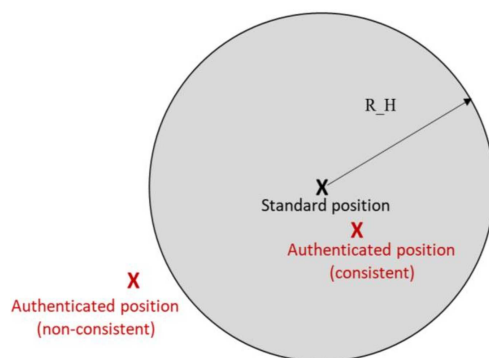 R_H
X
Standard position
X
Authenticated position
(consistent)
X
Authenticated position
(non-consistent)